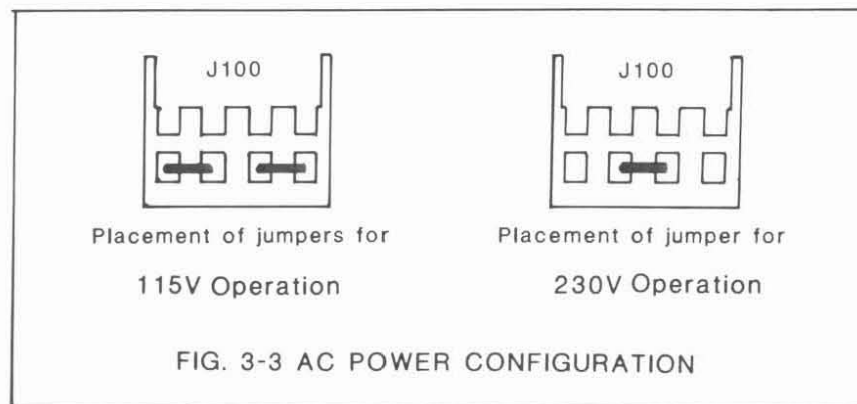 J100
Placement of jumpers for
115V Operation
J100
Placement of jumper for
230V Operation
FIG. 3-3 AC POWER CONFIGURATION